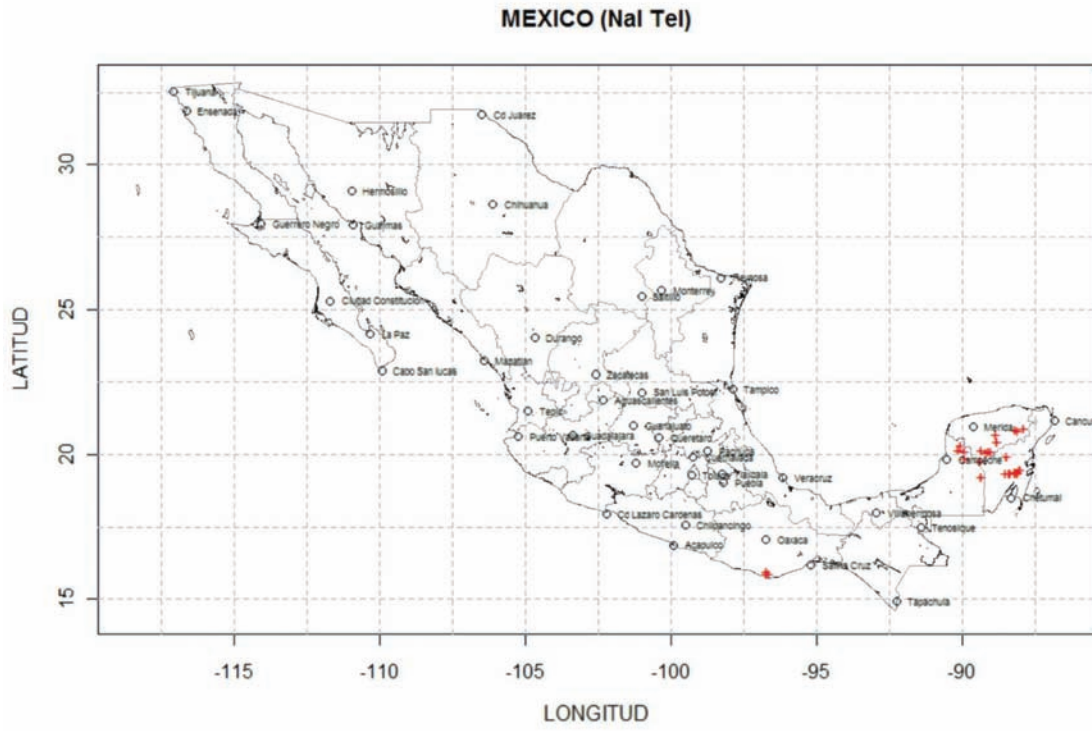 MEXICO (Nal Tel)
LATITUD
30
25
20
15
Tijuana
Ensenada
Cd Juarez
Hermosillo
Chihuahua
Guerrero Negro
Guaimas
Reynosa
Monterrey
Saltillo
Ciudad Constitucion
La Paz
Durango
Mazatlan
Cabo San lucas
Zacatecas
San Luis Potosi
Tampico
Aguascalientes
Tepic
Guanajuato
Merida
Cancu
Puerto Vallarta
Guadalajara
Queretaro
Pachuca
Morelia
Campeche
Toluca
Tlaxcala
Puebla
Veracruz
Chetumal
Cd Lazaro Cardenas
Villahermosa
Chilpancingo
Tenosique
Oaxaca
Acapulco
Salina Cruz
Tapachula
-115 -110 -105 -100 -95 -90
LONGITUD